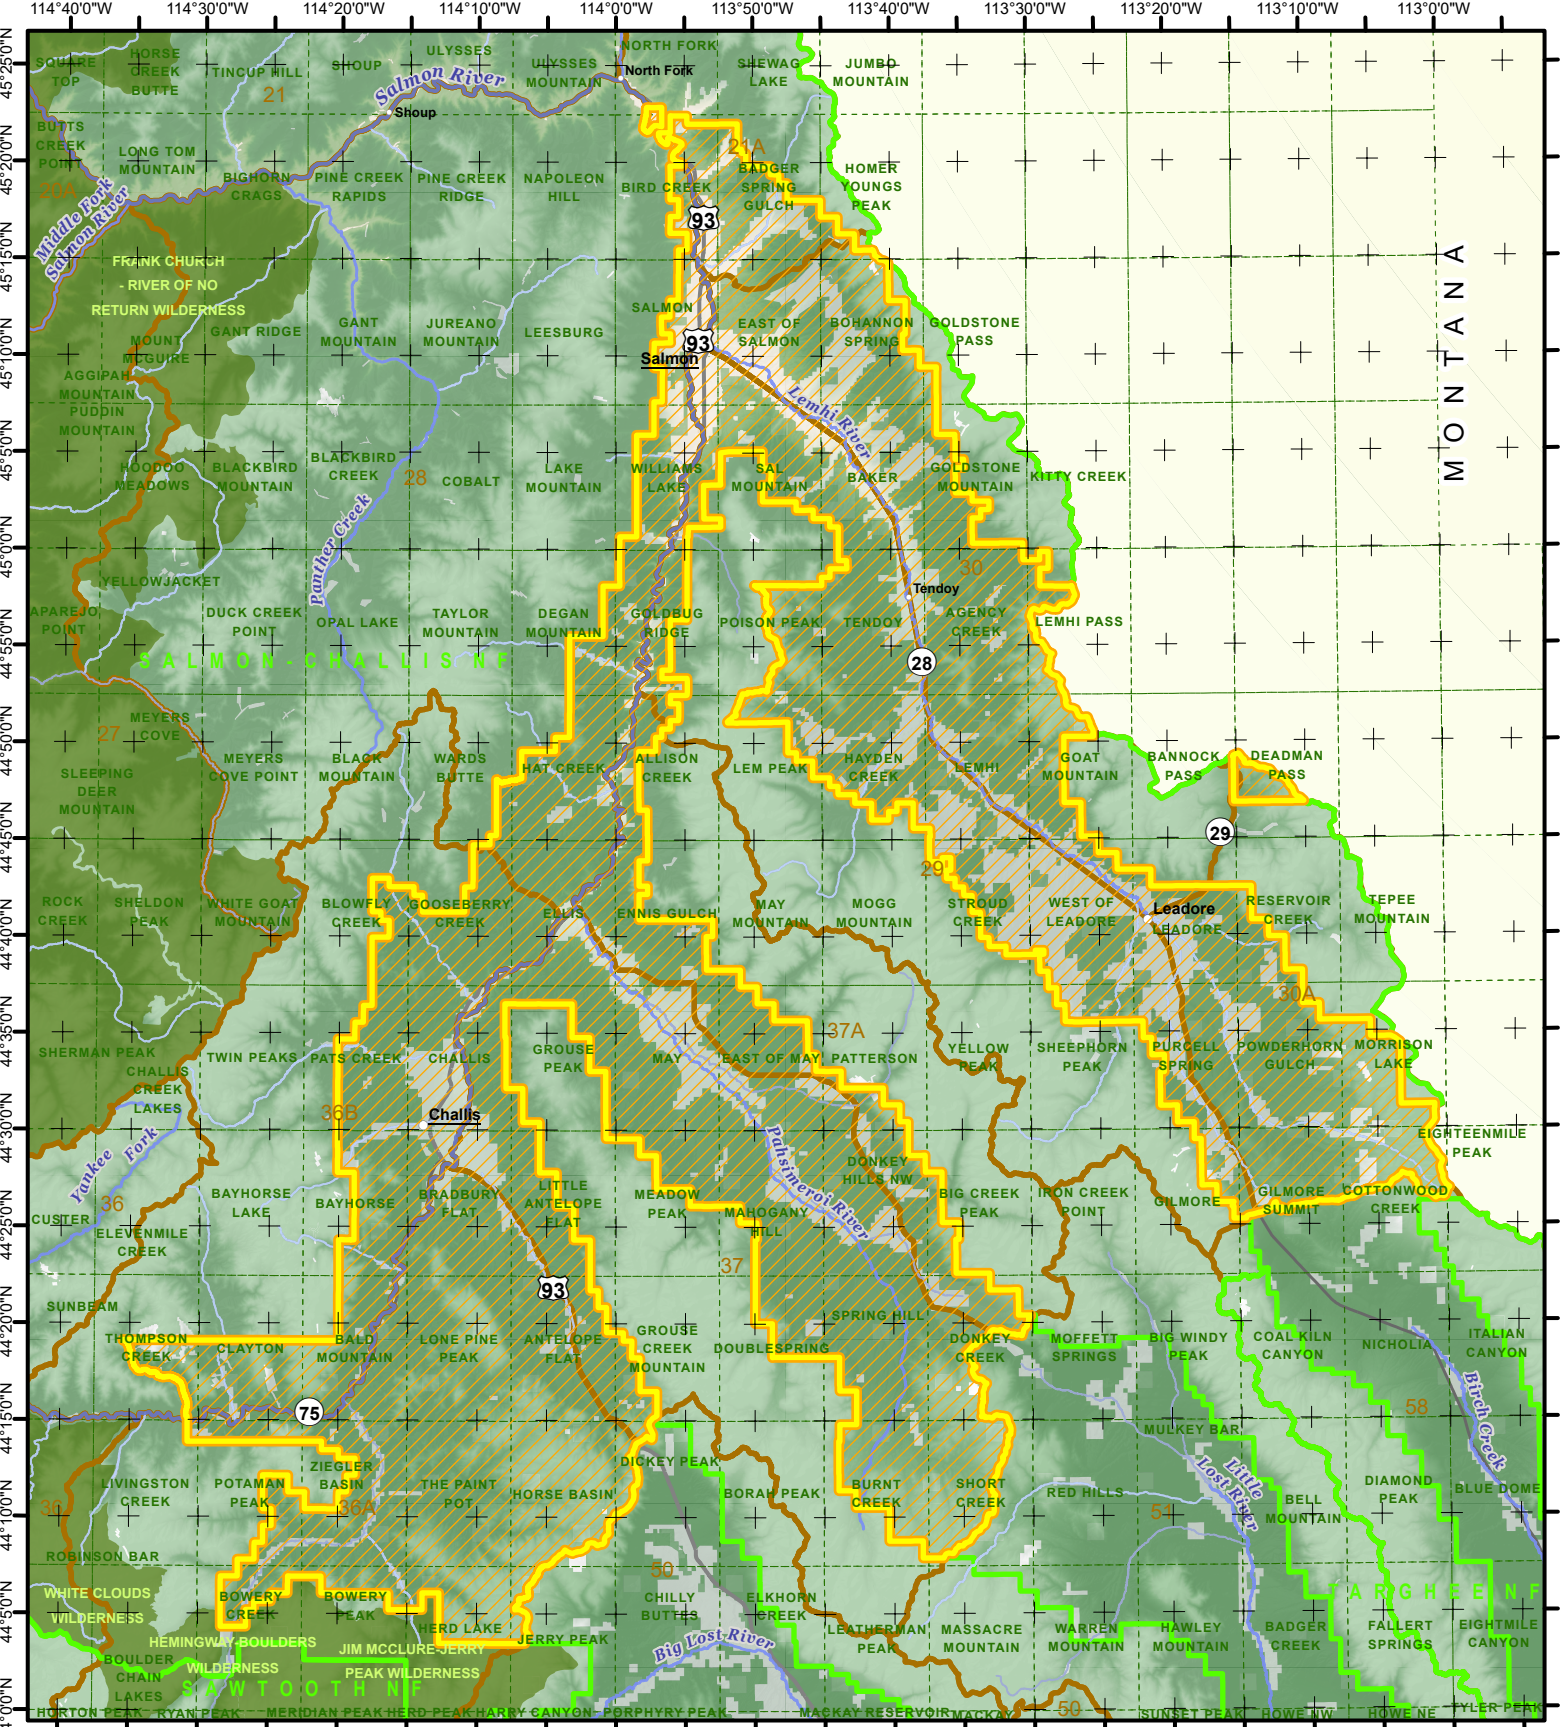 114°40'0"W 114°30'0"W 114°20'0"W 114°10'0"W 114°0'0"W 113°50'0"W 113°40'0"W 113°30'0"W 113°20'0"W 113°10'0"W 113°0'0"W
45°25'0"N
45°20'0"N
45°15'0"N
45°10'0"N
45°5'0"N
45°0'0"N
44°55'0"N
44°50'0"N
44°45'0"N
44°40'0"N
44°35'0"N
44°30'0"N
44°25'0"N
44°20'0"N
44°15'0"N
44°10'0"N
44°5'0"N
SQUARE
TOP
HORSE
CREEK
BUTTE
TINCUP HILL
21
SHOUP
ULYSSES
Salmon River
ULYSSES
MOUNTAIN
NORTH FORK
North Fork
SHEWAG
LAKE
JUMBO
MOUNTAIN
Shoup
BUTTS
CREEK
POINT
20A
LONG TOM
MOUNTAIN
BIGHORN
CRAGS
PINE CREEK
RAPIDS
PINE CREEK
RIDGE
NAPOLEON
HILL
BIRD CREEK
21A
BADGER
SPRING
GULCH
HOMER
YOUNGS
PEAK
93
Middle Fork
Salmon River
FRANK CHURCH
- RIVER OF NO
RETURN WILDERNESS
MOUNT
MCGUIRE
GANT RIDGE
GANT
MOUNTAIN
JUREANO
MOUNTAIN
LEESBURG
SALMON
93
Salmon
EAST OF
SALMON
BOHANNON
SPRING
GOLDSTONE
PASS
MONTANA
AGGIPAH
MOUNTAIN
PUDDIN
MOUNTAIN
Lemhi River
HOODOO
MEADOWS
BLACKBIRD
MOUNTAIN
BLACKBIRD
CREEK
28
COBALT
LAKE
MOUNTAIN
WILLIAMS
LAKE
SAL
MOUNTAIN
BAKER
GOLDSTONE
MOUNTAIN
KITTY CREEK
Panther Creek
YELLOWJACKET
30
Tendoy
APAREJO
POINT
DUCK CREEK
POINT
OPAL LAKE
TAYLOR
MOUNTAIN
DEGAN
MOUNTAIN
GOLDBUG
RIDGE
POISON PEAK
TENDOY
AGENCY
CREEK
LEMHI PASS
SALMON-CHALLIS NF
28
27
MEYERS
COVE
SLEEPING
DEER
MOUNTAIN
MEYERS
COVE POINT
BLACK
MOUNTAIN
WARDS
BUTTE
HAT CREEK
ALLISON
CREEK
LEM PEAK
HAYDEN
CREEK
LEMHI
GOAT
MOUNTAIN
BANNOCK
PASS
DEADMAN
PASS
29
29
ROCK
CREEK
SHELDON
PEAK
WHITE GOAT
MOUNTAIN
BLOWFLY
CREEK
GOOSEBERRY
CREEK
ELLIS
ENNIS GULCH
MAY
MOUNTAIN
MOGG
MOUNTAIN
STROUD
CREEK
WEST OF
LEADORE
Leadore
LEADORE
RESERVOIR
CREEK
TEPEE
MOUNTAIN
30A
SHERMAN PEAK
CHALLIS
CREEK
LAKES
TWIN PEAKS
PATS CREEK
CHALLIS
GROUSE
PEAK
MAY
EAST OF MAY
37A
PATTERSON
YELLOW
PEAK
SHEEPHORN
PEAK
PURCELL
SPRING
POWDERHORN
GULCH
MORRISON
LAKE
36B
Challis
EIGHTEENMILE
PEAK
Yankee Fork
36
CUSTER
BAYHORSE
LAKE
BAYHORSE
BRADBURY
FLAT
LITTLE
ANTELOPE
FLAT
MEADOW
PEAK
MAHOGANY
HILL
Pahsimeroi River
DONKEY
HILLS NW
BIG CREEK
PEAK
IRON CREEK
POINT
GILMORE
GILMORE
SUMMIT
COTTONWOOD
CREEK
ELEVENMILE
CREEK
93
37
SUNBEAM
THOMPSON
CREEK
CLAYTON
BALD
MOUNTAIN
LONE PINE
PEAK
ANTELOPE
FLAT
GROUSE
CREEK
MOUNTAIN
DOUBLESPRING
SPRING HILL
DONKEY
CREEK
MOFFETT
SPRINGS
BIG WINDY
PEAK
COAL KILN
CANYON
NICHOLIA
ITALIAN
CANYON
75
58
Birch Creek
MULKEY BAR
LIVINGSTON
CREEK
POTAMAN
PEAK
ZIEGLER
BASIN
36A
THE PAINT
POT
HORSE BASIN
DICKEY PEAK
BORAH PEAK
BURNT
CREEK
SHORT
CREEK
RED HILLS
51
Little
Lost River
BELL
MOUNTAIN
DIAMOND
PEAK
BLUE DOME
36
ROBINSON BAR
WHITE CLOUDS
WILDERNESS
BOWERY
CREEK
BOWERY
PEAK
HERD LAKE
JERRY PEAK
50
CHILLY
BUTTES
ELKHORN
CREEK
LEATHERMAN
PEAK
MASSACRE
MOUNTAIN
WARREN
MOUNTAIN
HAWLEY
MOUNTAIN
BADGER
CREEK
TARGHEE NF
FALLERT
SPRINGS
EIGHTMILE
CANYON
HEMINGWAY-BOULDERS
WILDERNESS
JIM MCCLURE-JERRY
PEAK WILDERNESS
Big Lost River
BOULDER
CHAIN
LAKES
SAWTOOTH NF
HORTON PEAK
RYAN PEAK
MERIDIAN PEAK
HERD PEAK
HARRY CANYON
PORPHYRY PEAK
MACKAY RESERVOIR
MACKAY
50
SUNSET PEAK
HOWE NW
HOWE NE
TYLER PEAK